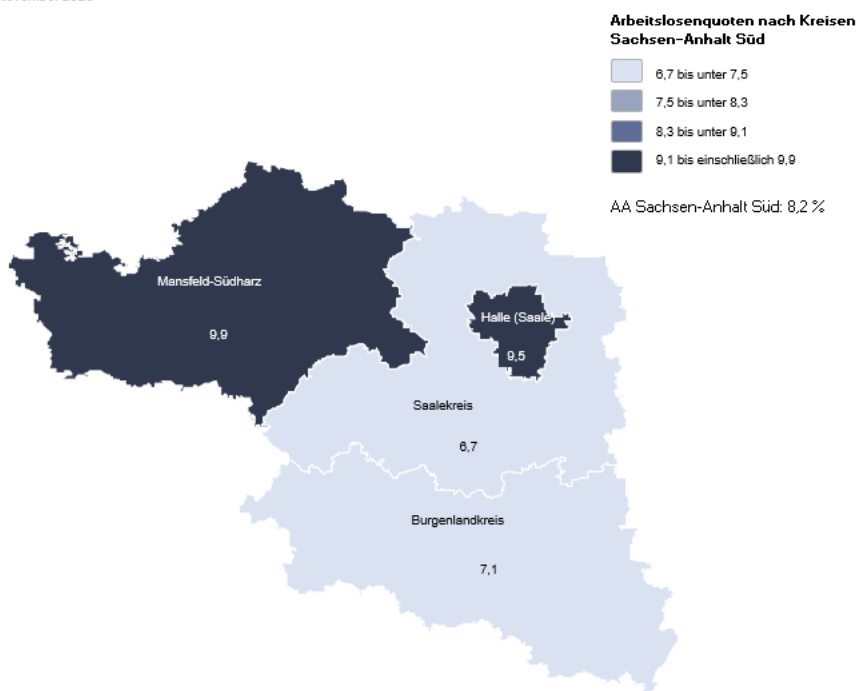 Arbeitslosenquoten nach Kreisen
Sachsen-Anhalt Süd
6,7 bis unter 7,5
7,5 bis unter 8,3
8,3 bis unter 9,1
9,1 bis einschließlich 9,9
AA Sachsen-Anhalt Süd: 8,2 %
Mansfeld-Südharz
9,9
Halle (Saale)
9,5
Saalekreis
6,7
Burgenlandkreis
7,1